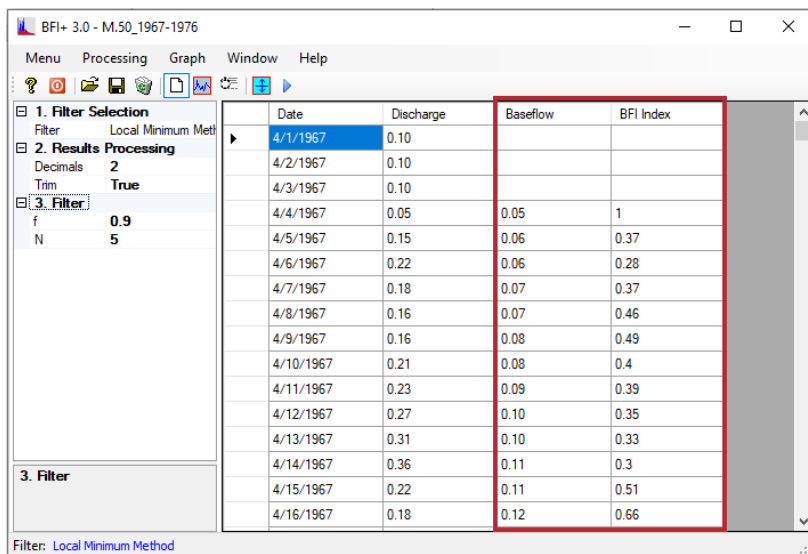 BFI+ 3.0 - M.50_1967-1976
Menu Processing Graph Window Help
1. Filter Selection
Filter Local Minimum Meth
2. Results Processing
Decimals 2
Trim True
3. Filter
f 0.9
N 5
3. Filter
Date Discharge Baseflow BFI Index
4/1/1967 0.10
4/2/1967 0.10
4/3/1967 0.10
4/4/1967 0.05 0.05 1
4/5/1967 0.15 0.06 0.37
4/6/1967 0.22 0.06 0.28
4/7/1967 0.18 0.07 0.37
4/8/1967 0.16 0.07 0.46
4/9/1967 0.16 0.08 0.49
4/10/1967 0.21 0.08 0.4
4/11/1967 0.23 0.09 0.39
4/12/1967 0.27 0.10 0.35
4/13/1967 0.31 0.10 0.33
4/14/1967 0.36 0.11 0.3
4/15/1967 0.22 0.11 0.51
4/16/1967 0.18 0.12 0.66
Filter: Local Minimum Method